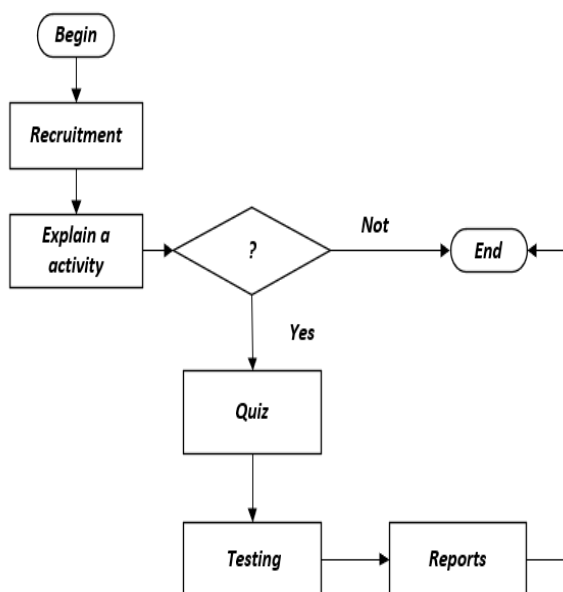 Begin
Recruitment
Explain a
activity
?
Not
End
Yes
Quiz
Testing
Reports